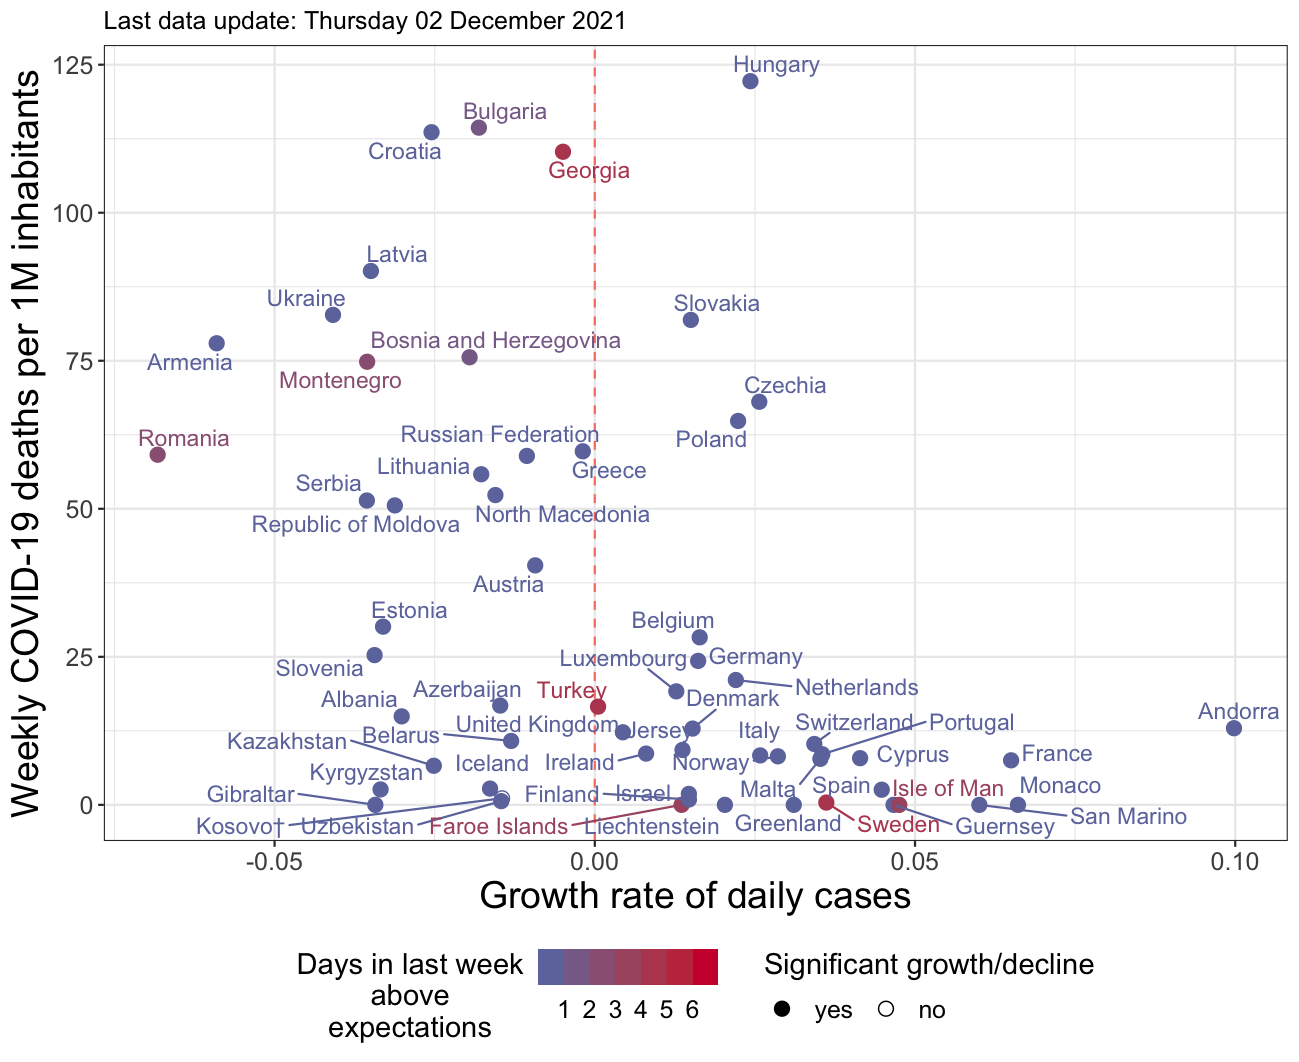 Last data update: Thursday 02 December 2021
Weekly COVID-19 deaths per 1M inhabitants
125
100
75
50
25
0
Hungary
Bulgaria
Croatia
Georgia
Latvia
Ukraine
Slovakia
Bosnia and Herzegovina
Armenia
Montenegro
Czechia
Romania
Russian Federation
Poland
Lithuania
Greece
Serbia
North Macedonia
Republic of Moldova
Austria
Estonia
Belgium
Slovenia
Luxembourg
Germany
Albania
Azerbaijan
Turkey
Denmark
Netherlands
Andorra
Kazakhstan
Belarus
United Kingdom
Jersey
Italy
Switzerland
Portugal
Kyrgyzstan
Iceland
Ireland
Norway
Cyprus
France
Gibraltar
Finland
Israel
Malta
Spain
Isle of Man
Monaco
Kosovo†
Uzbekistan
Faroe Islands
Liechtenstein
Greenland
Sweden
Guernsey
San Marino
-0.05
0.00
0.05
0.10
Growth rate of daily cases
Days in last week
above
expectations
1 2 3 4 5 6
Significant growth/decline
yes
no